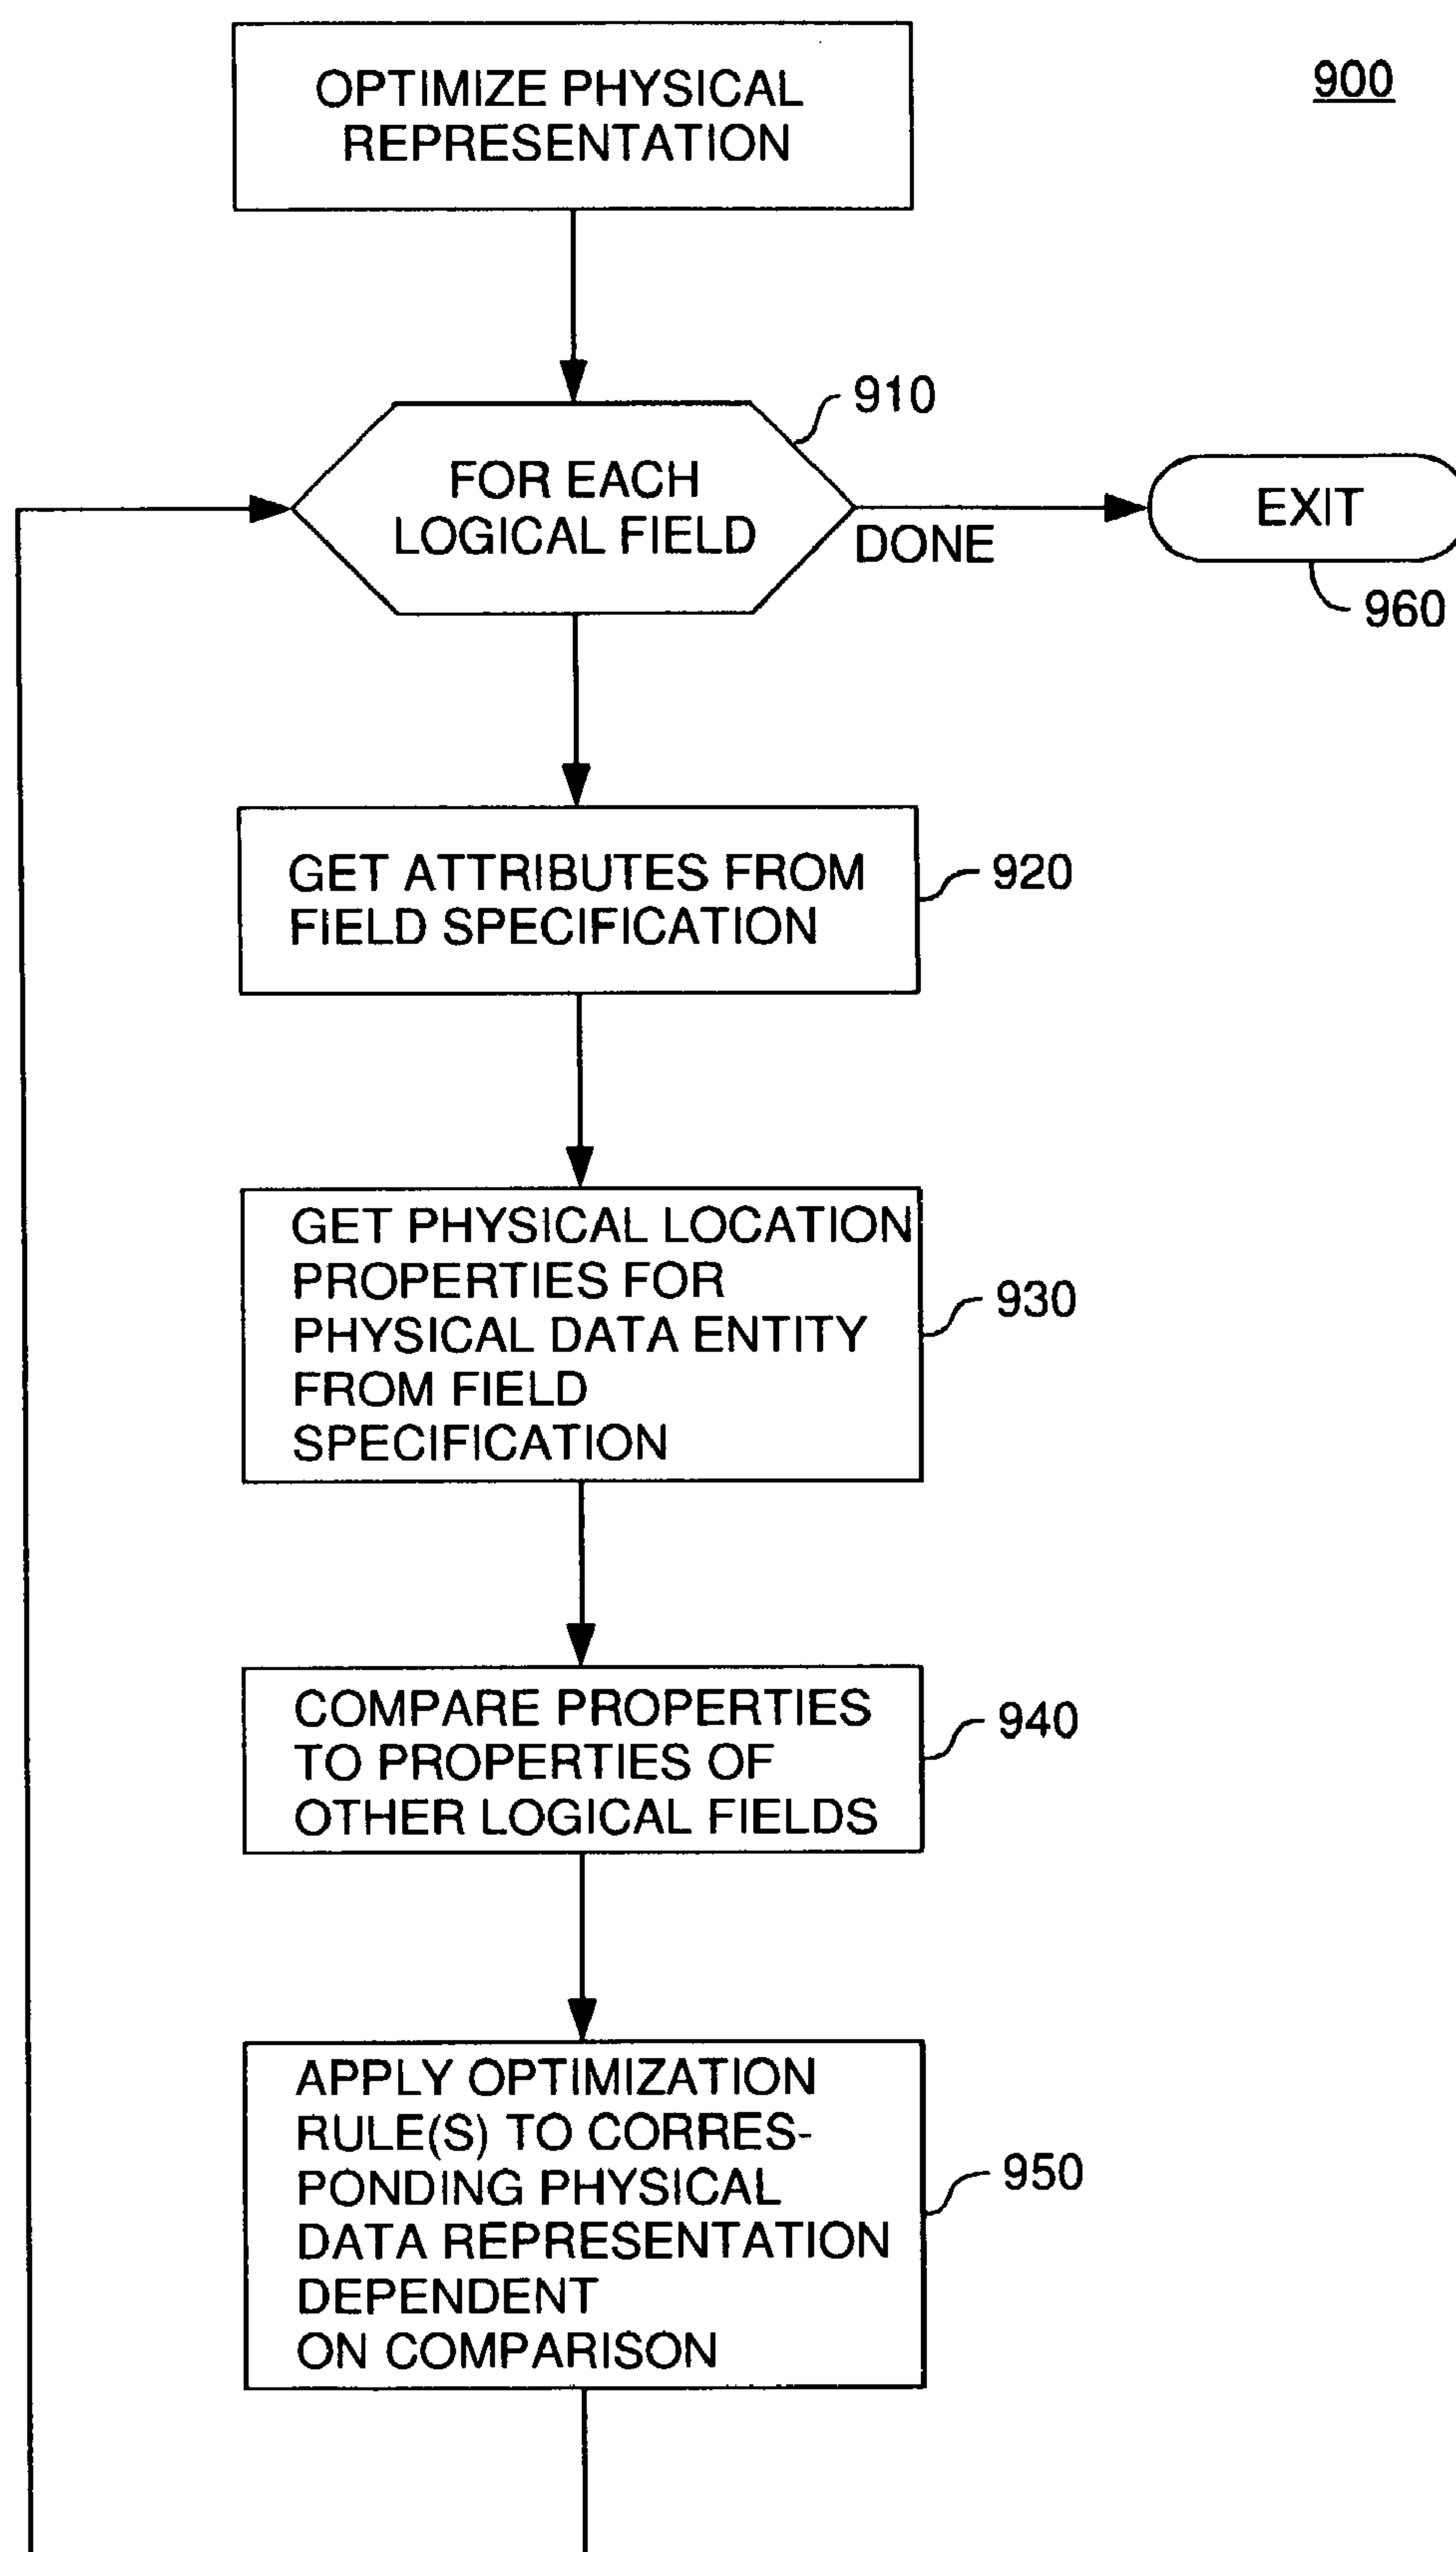 OPTIMIZE PHYSICAL
REPRESENTATION
900
910
FOR EACH
LOGICAL FIELD
DONE
EXIT
960
GET ATTRIBUTES FROM
FIELD SPECIFICATION
920
GET PHYSICAL LOCATION
PROPERTIES FOR
PHYSICAL DATA ENTITY
FROM FIELD
SPECIFICATION
930
COMPARE PROPERTIES
TO PROPERTIES OF
OTHER LOGICAL FIELDS
940
APPLY OPTIMIZATION
RULE(S) TO CORRES-
PONDING PHYSICAL
DATA REPRESENTATION
DEPENDENT
ON COMPARISON
950